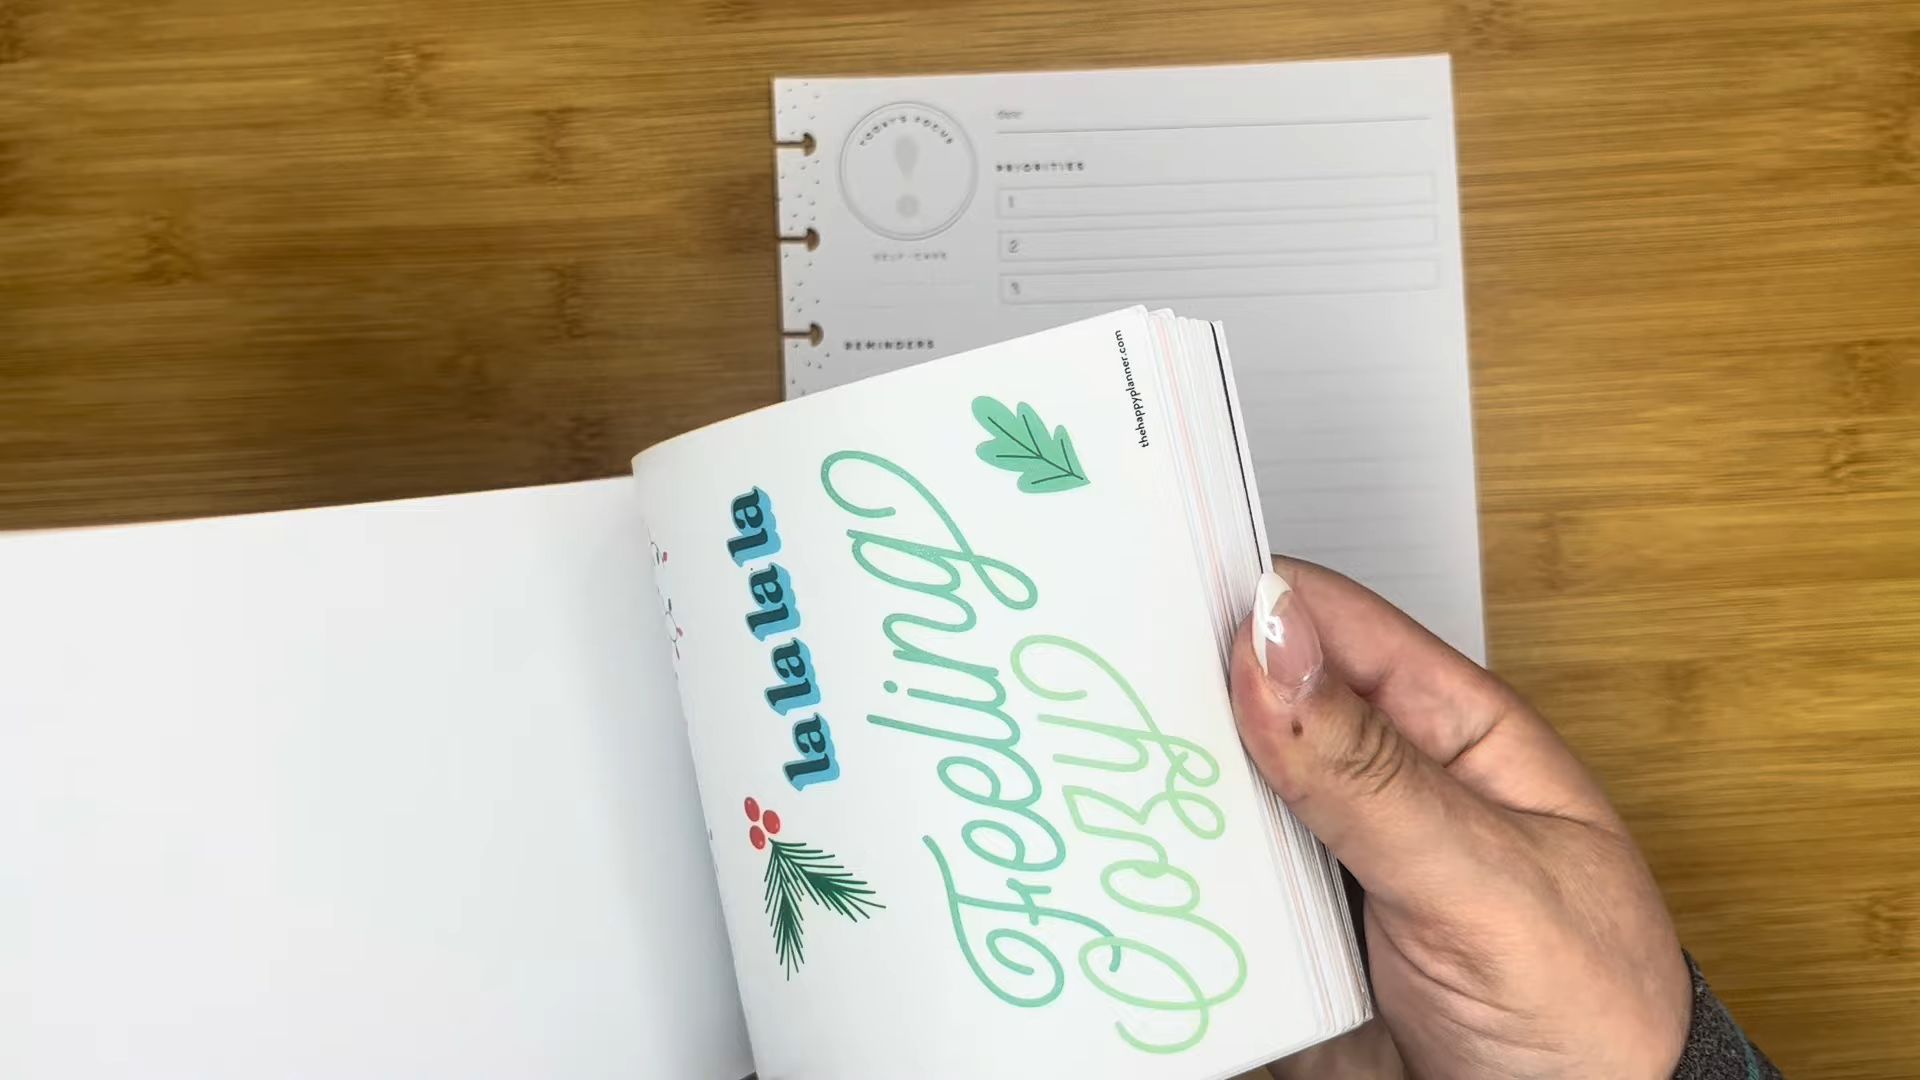 TODAY'S FOCUS
date:
PRIORITIES
1
2
3
SELF-CARE
REMINDERS
thehappyplanner.com
la la la la
Feeling
Cozy